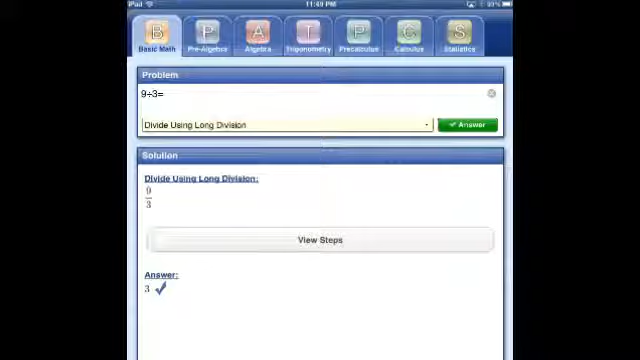 iPad 11:49 PM 93%
B P A T P C S
Basic Math Pre-Algebra Algebra Trigonometry Precalculus Calculus Statistics
Problem
9÷3=
Divide Using Long Division Answer
Solution
Divide Using Long Division:
9
3
View Steps
Answer:
3